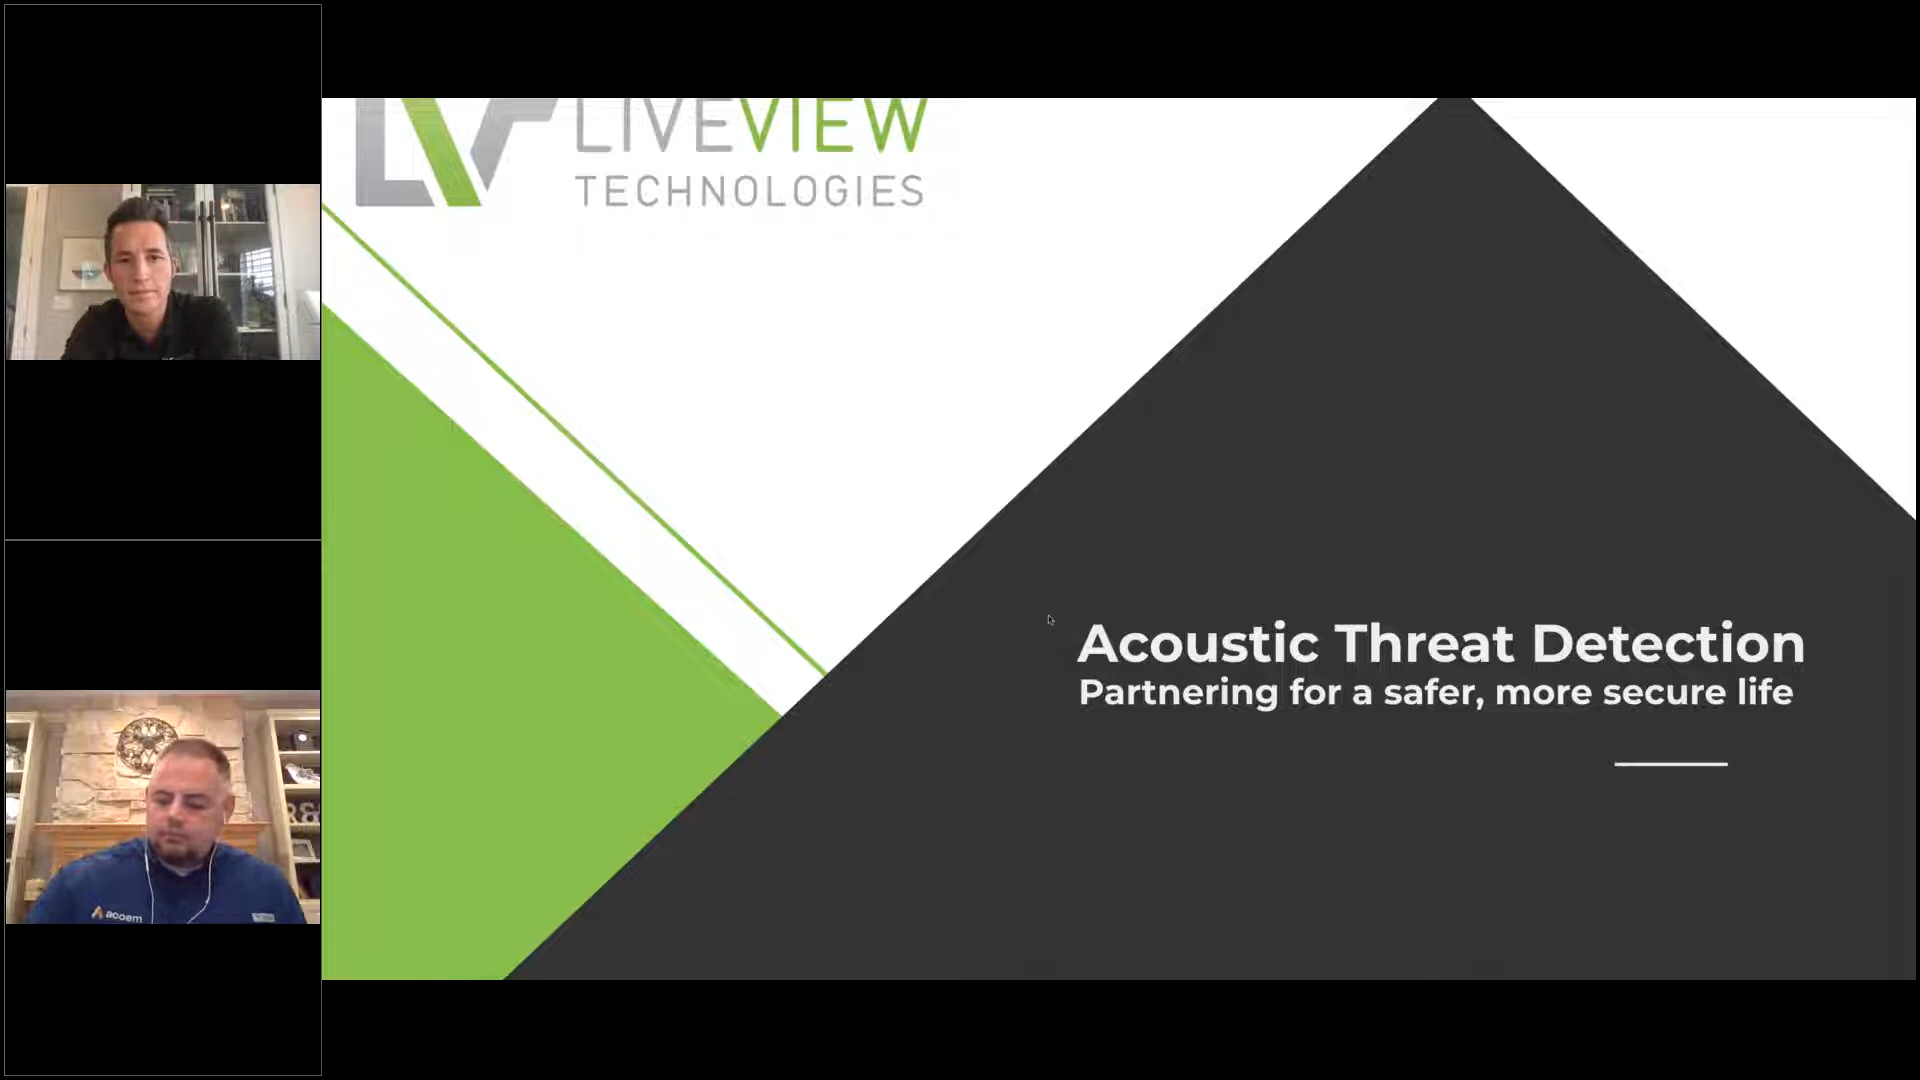 LIVEVIEW
TECHNOLOGIES
Acoustic Threat Detection
Partnering for a safer, more secure life
acoem